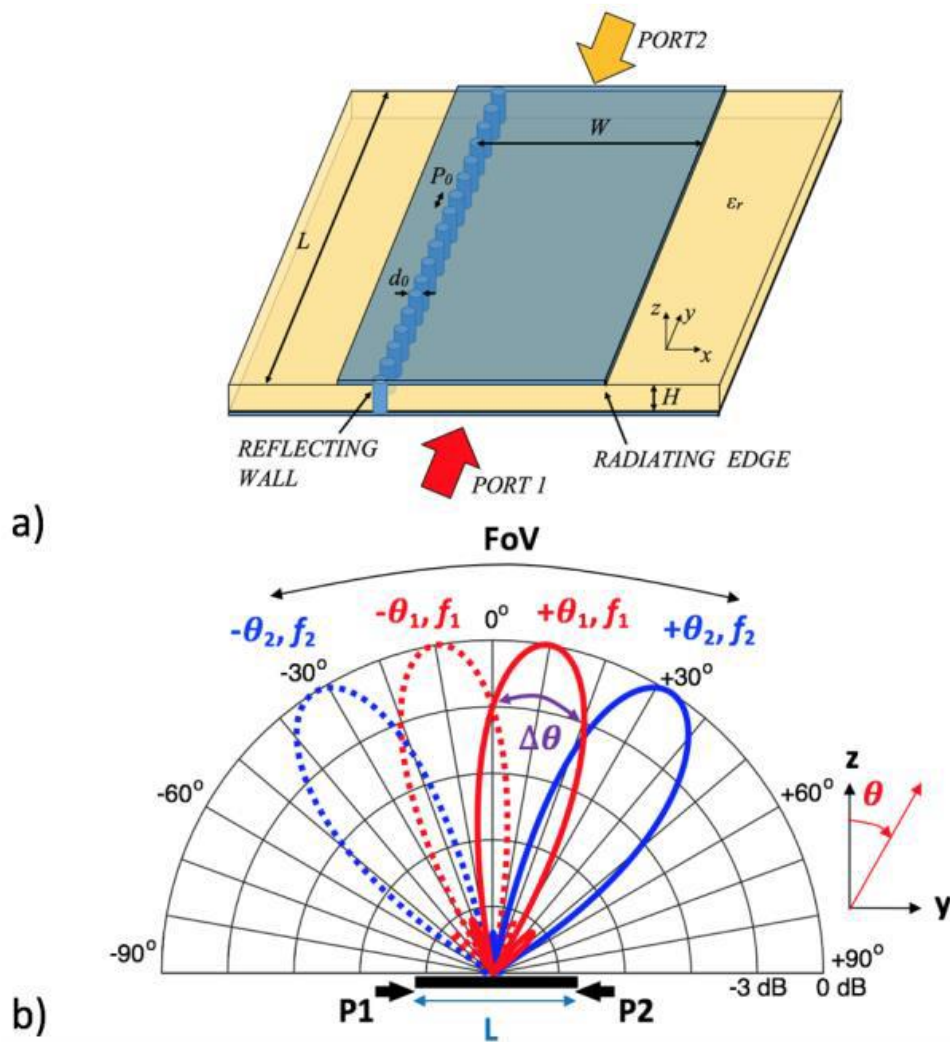 PORT2
W
P₀
εᵣ
L
d₀
z
y
x
H
REFLECTING
WALL
RADIATING EDGE
PORT 1
a)
FoV
-θ₁, f₁
+θ₁, f₁
-θ₂, f₂
0°
+θ₂, f₂
-30°
+30°
Δθ
z
-60°
+60°
θ
y
-90°
+90°
-3 dB
0 dB
P1
P2
b)
L